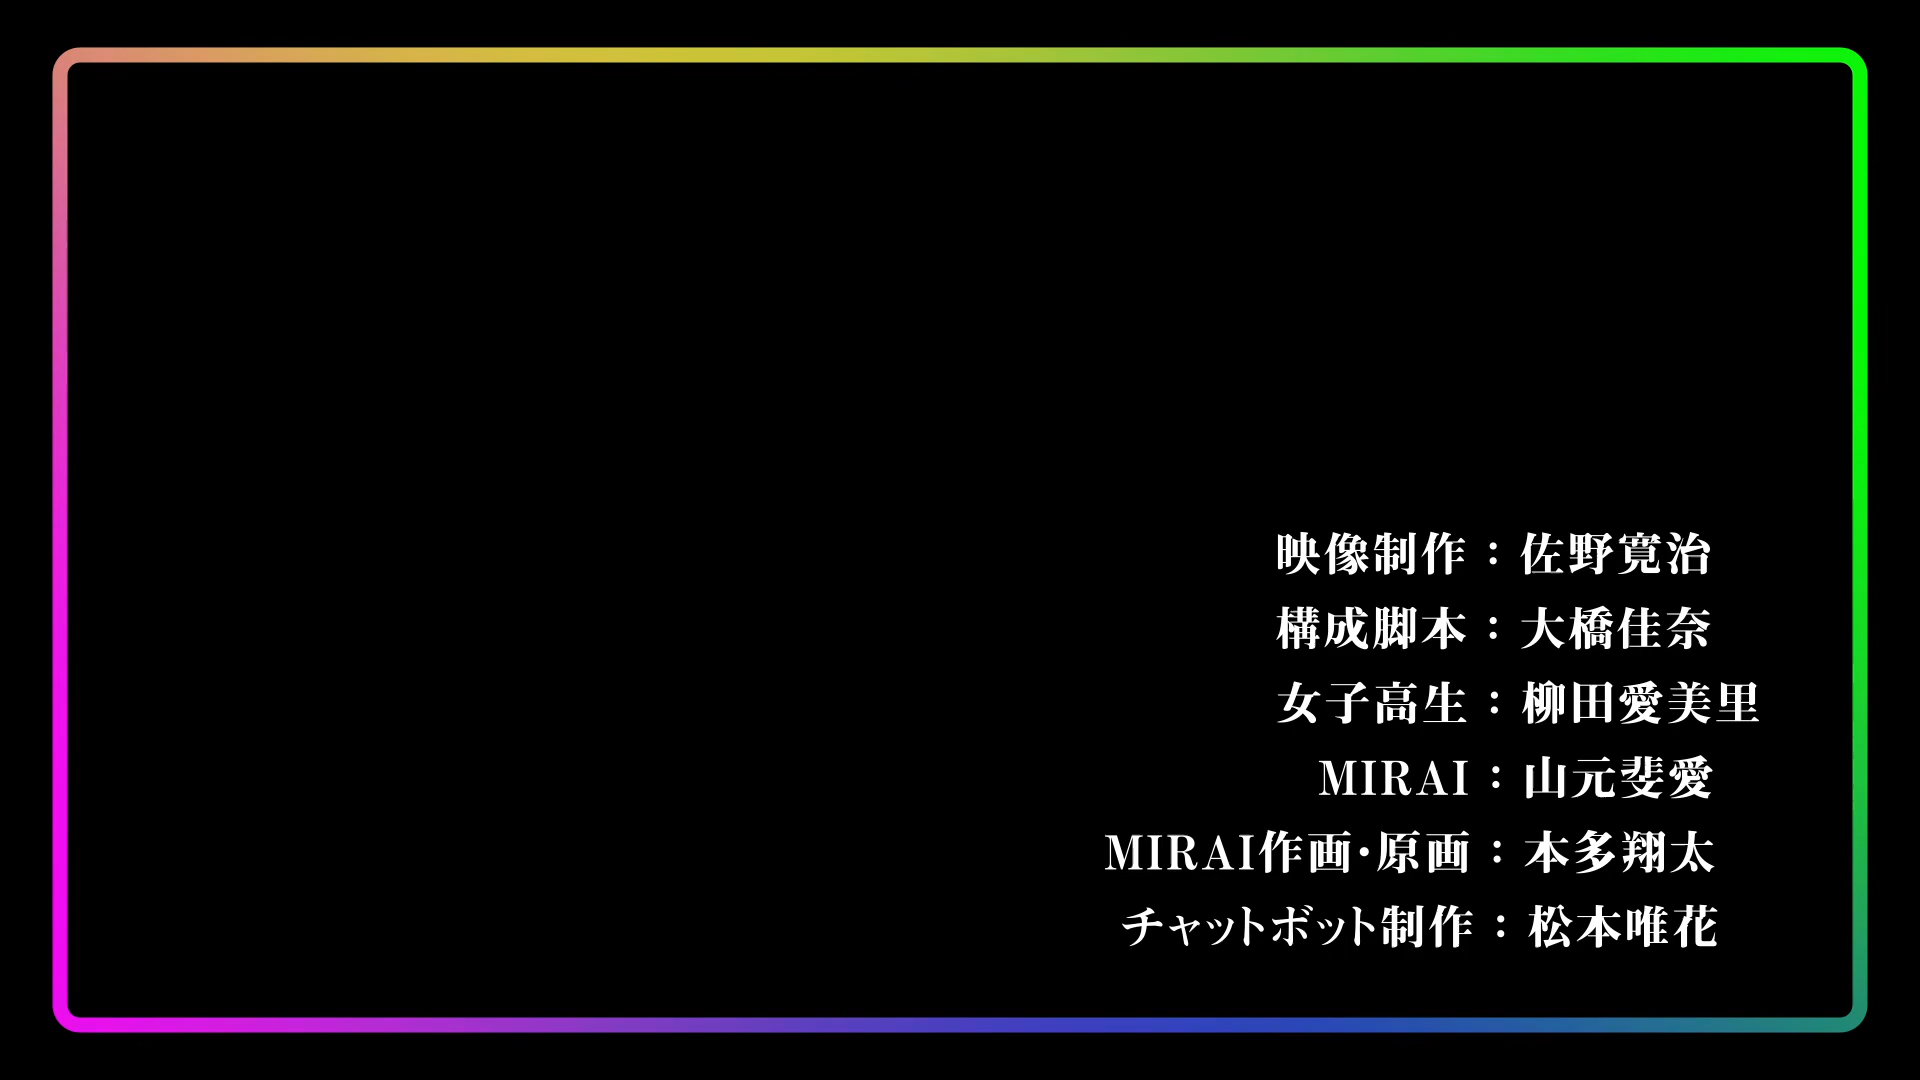 映像制作：佐野寛治
構成脚本：大橋佳奈
女子高生：柳田愛美里
MIRAI：山元斐愛
MIRAI作画・原画：本多翔太
チャットボット制作：松本唯花